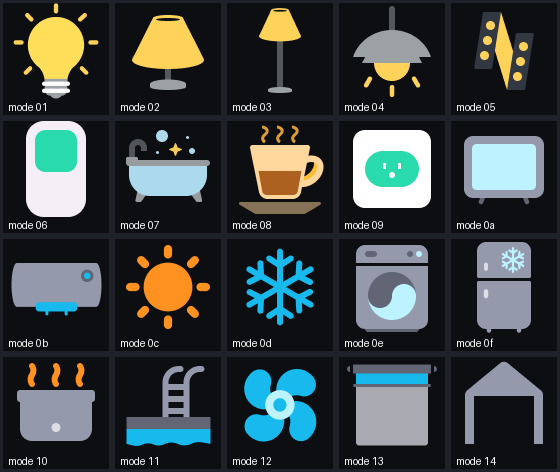 mode 01
mode 02
mode 03
mode 04
mode 05
mode 06
mode 07
mode 08
mode 09
mode 0a
mode 0b
mode 0c
mode 0d
mode 0e
mode 0f
mode 10
mode 11
mode 12
mode 13
mode 14